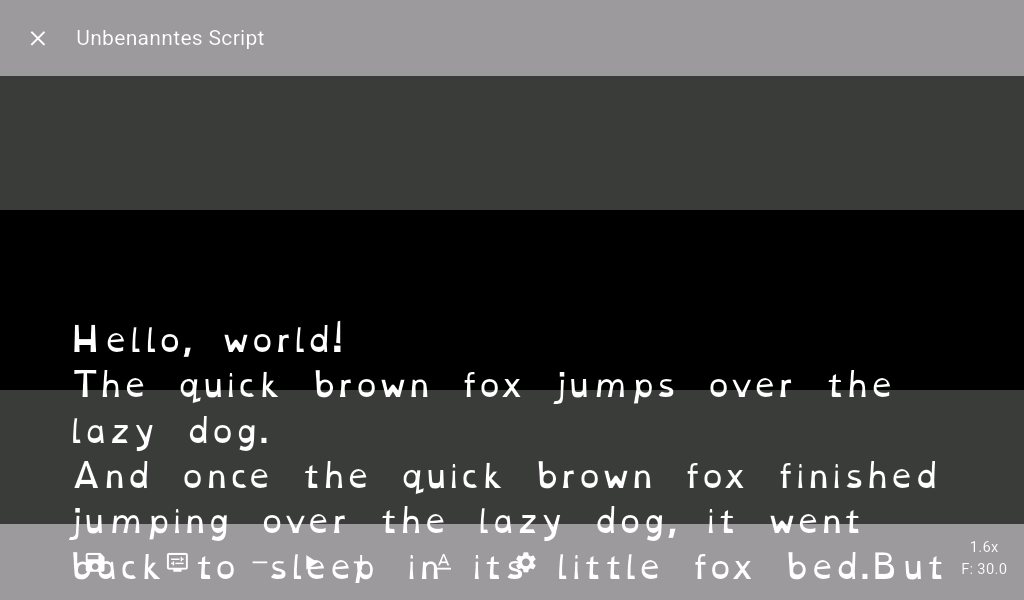 Unbenanntes Script
Hello, world!
The quick brown fox jumps over the
lazy dog.
And once the quick brown fox finished
jumping over the lazy dog, it went
back to sleep in its little fox bed.But
1.6x
F: 30.0